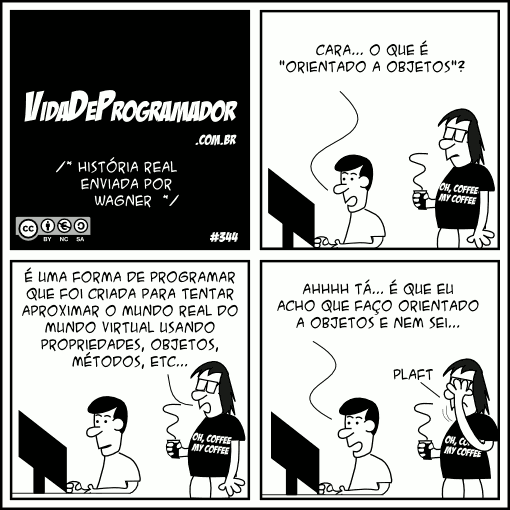 VidaDeProgramador
.com.br
/* HISTÓRIA REAL
ENVIADA POR
WAGNER */
cc
BY NC SA
#344
CARA... O QUE É
"ORIENTADO A OBJETOS"?
OH, COFFEE
MY COFFEE
É UMA FORMA DE PROGRAMAR
QUE FOI CRIADA PARA TENTAR
APROXIMAR O MUNDO REAL DO
MUNDO VIRTUAL USANDO
PROPRIEDADES, OBJETOS,
MÉTODOS, ETC...
OH, COFFEE
MY COFFEE
AHHHH TÁ... É QUE EU
ACHO QUE FAÇO ORIENTADO
A OBJETOS E NEM SEI...
PLAFT
OH, COFFEE
MY COFFEE